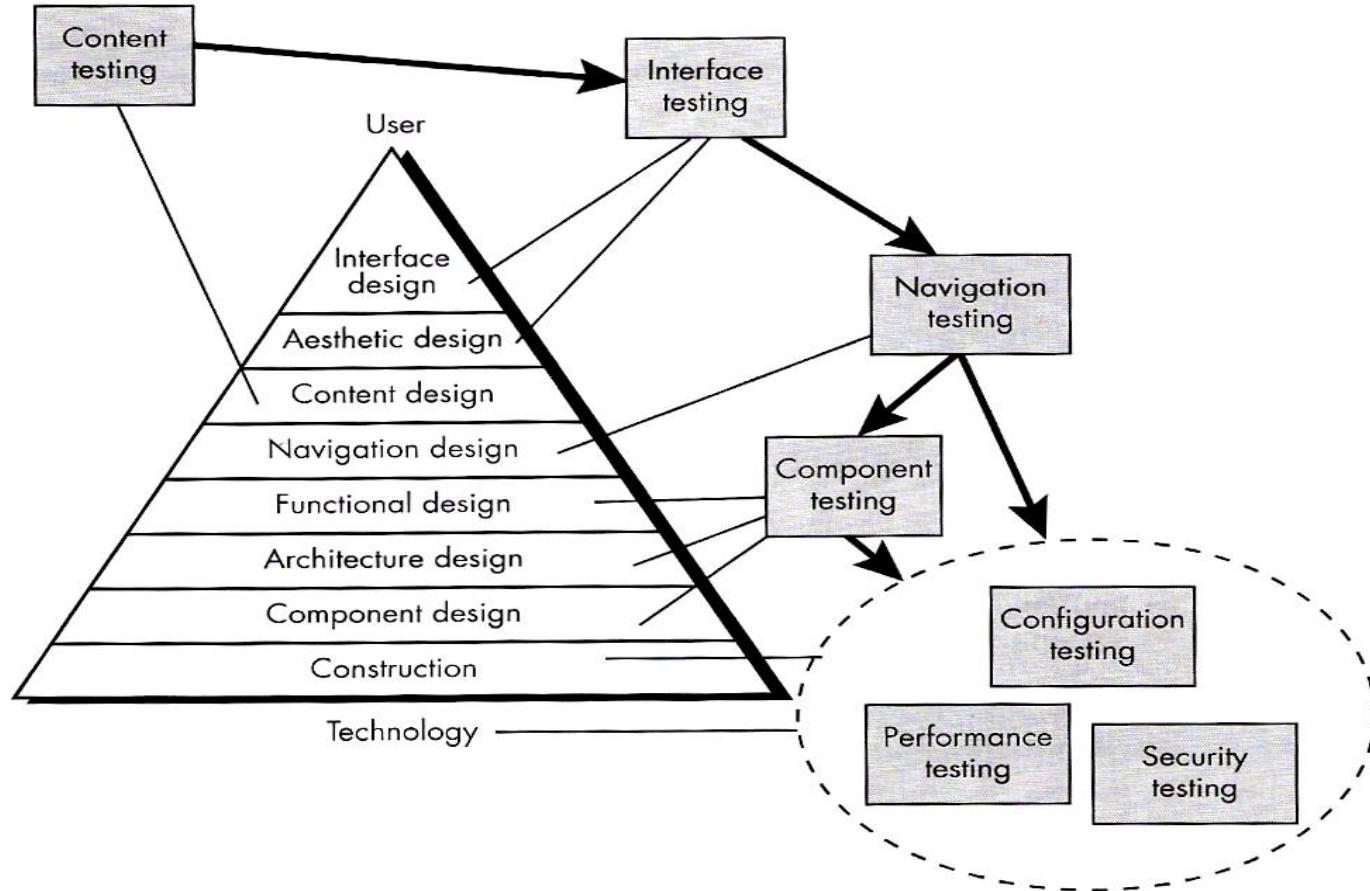 Content
testing
Interface
testing
User
Interface
design
Navigation
testing
Aesthetic design
Content design
Navigation design
Component
testing
Functional design
Architecture design
Component design
Configuration
testing
Construction
Technology
Performance
testing
Security
testing